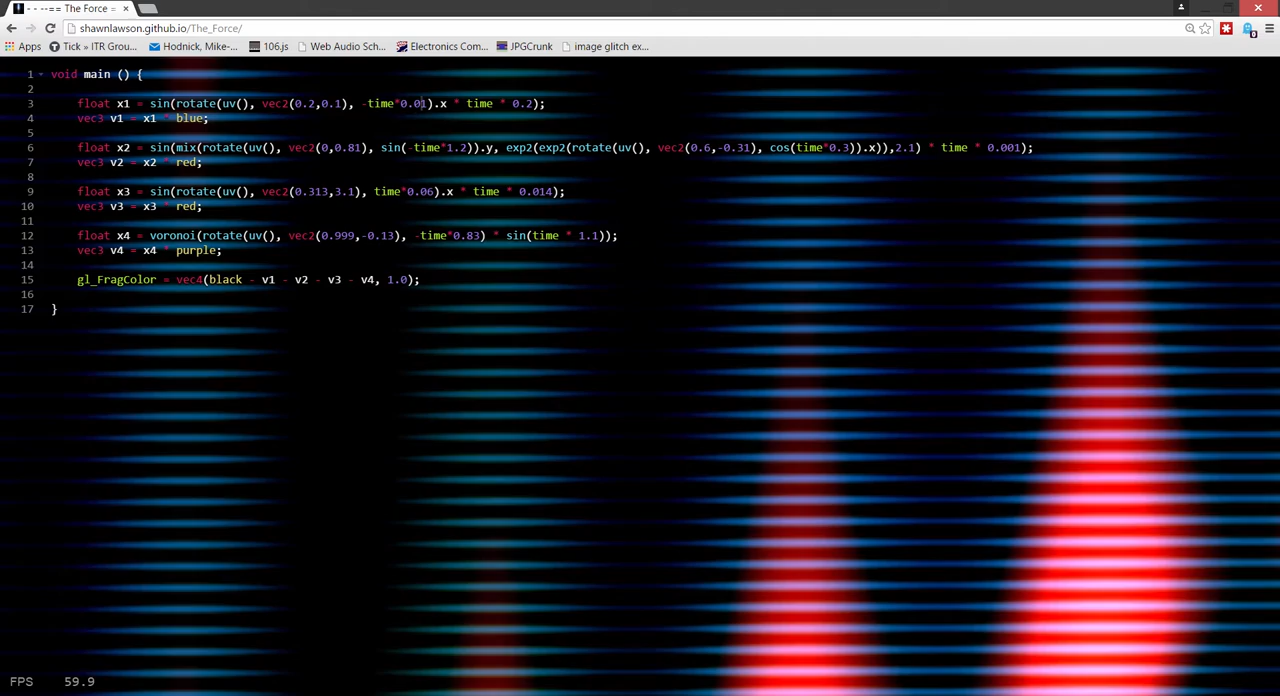 - - --== The Force =
shawnlawson.github.io/The_Force/
Apps Tick » ITR Grou... Hodnick, Mike-... 106.js Web Audio Sch... Electronics Com... JPGCrunk image glitch ex...
1 void main () {
2
3 float x1 = sin(rotate(uv(), vec2(0.2,0.1), -time*0.01).x * time * 0.2);
4 vec3 v1 = x1 * blue;
5
6 float x2 = sin(mix(rotate(uv(), vec2(0,0.81), sin(-time*1.2)).y, exp2(exp2(rotate(uv(), vec2(0.6,-0.31), cos(time*0.3)).x)),2.1) * time * 0.001);
7 vec3 v2 = x2 * red;
8
9 float x3 = sin(rotate(uv(), vec2(0.313,3.1), time*0.06).x * time * 0.014);
10 vec3 v3 = x3 * red;
11
12 float x4 = voronoi(rotate(uv(), vec2(0.999,-0.13), -time*0.83) * sin(time * 1.1));
13 vec3 v4 = x4 * purple;
14
15 gl_FragColor = vec4(black - v1 - v2 - v3 - v4, 1.0);
16
17 }
FPS 59.9